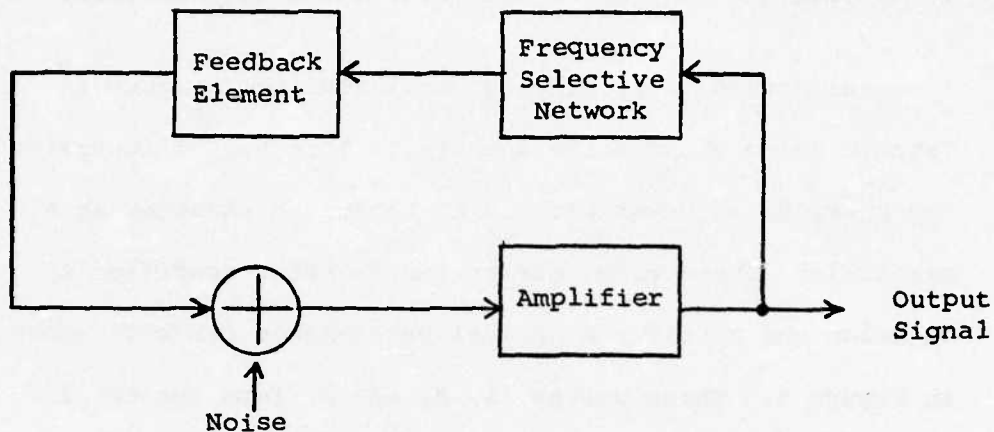 Feedback
Element
Frequency
Selective
Network
Amplifier
Output
Signal
Noise